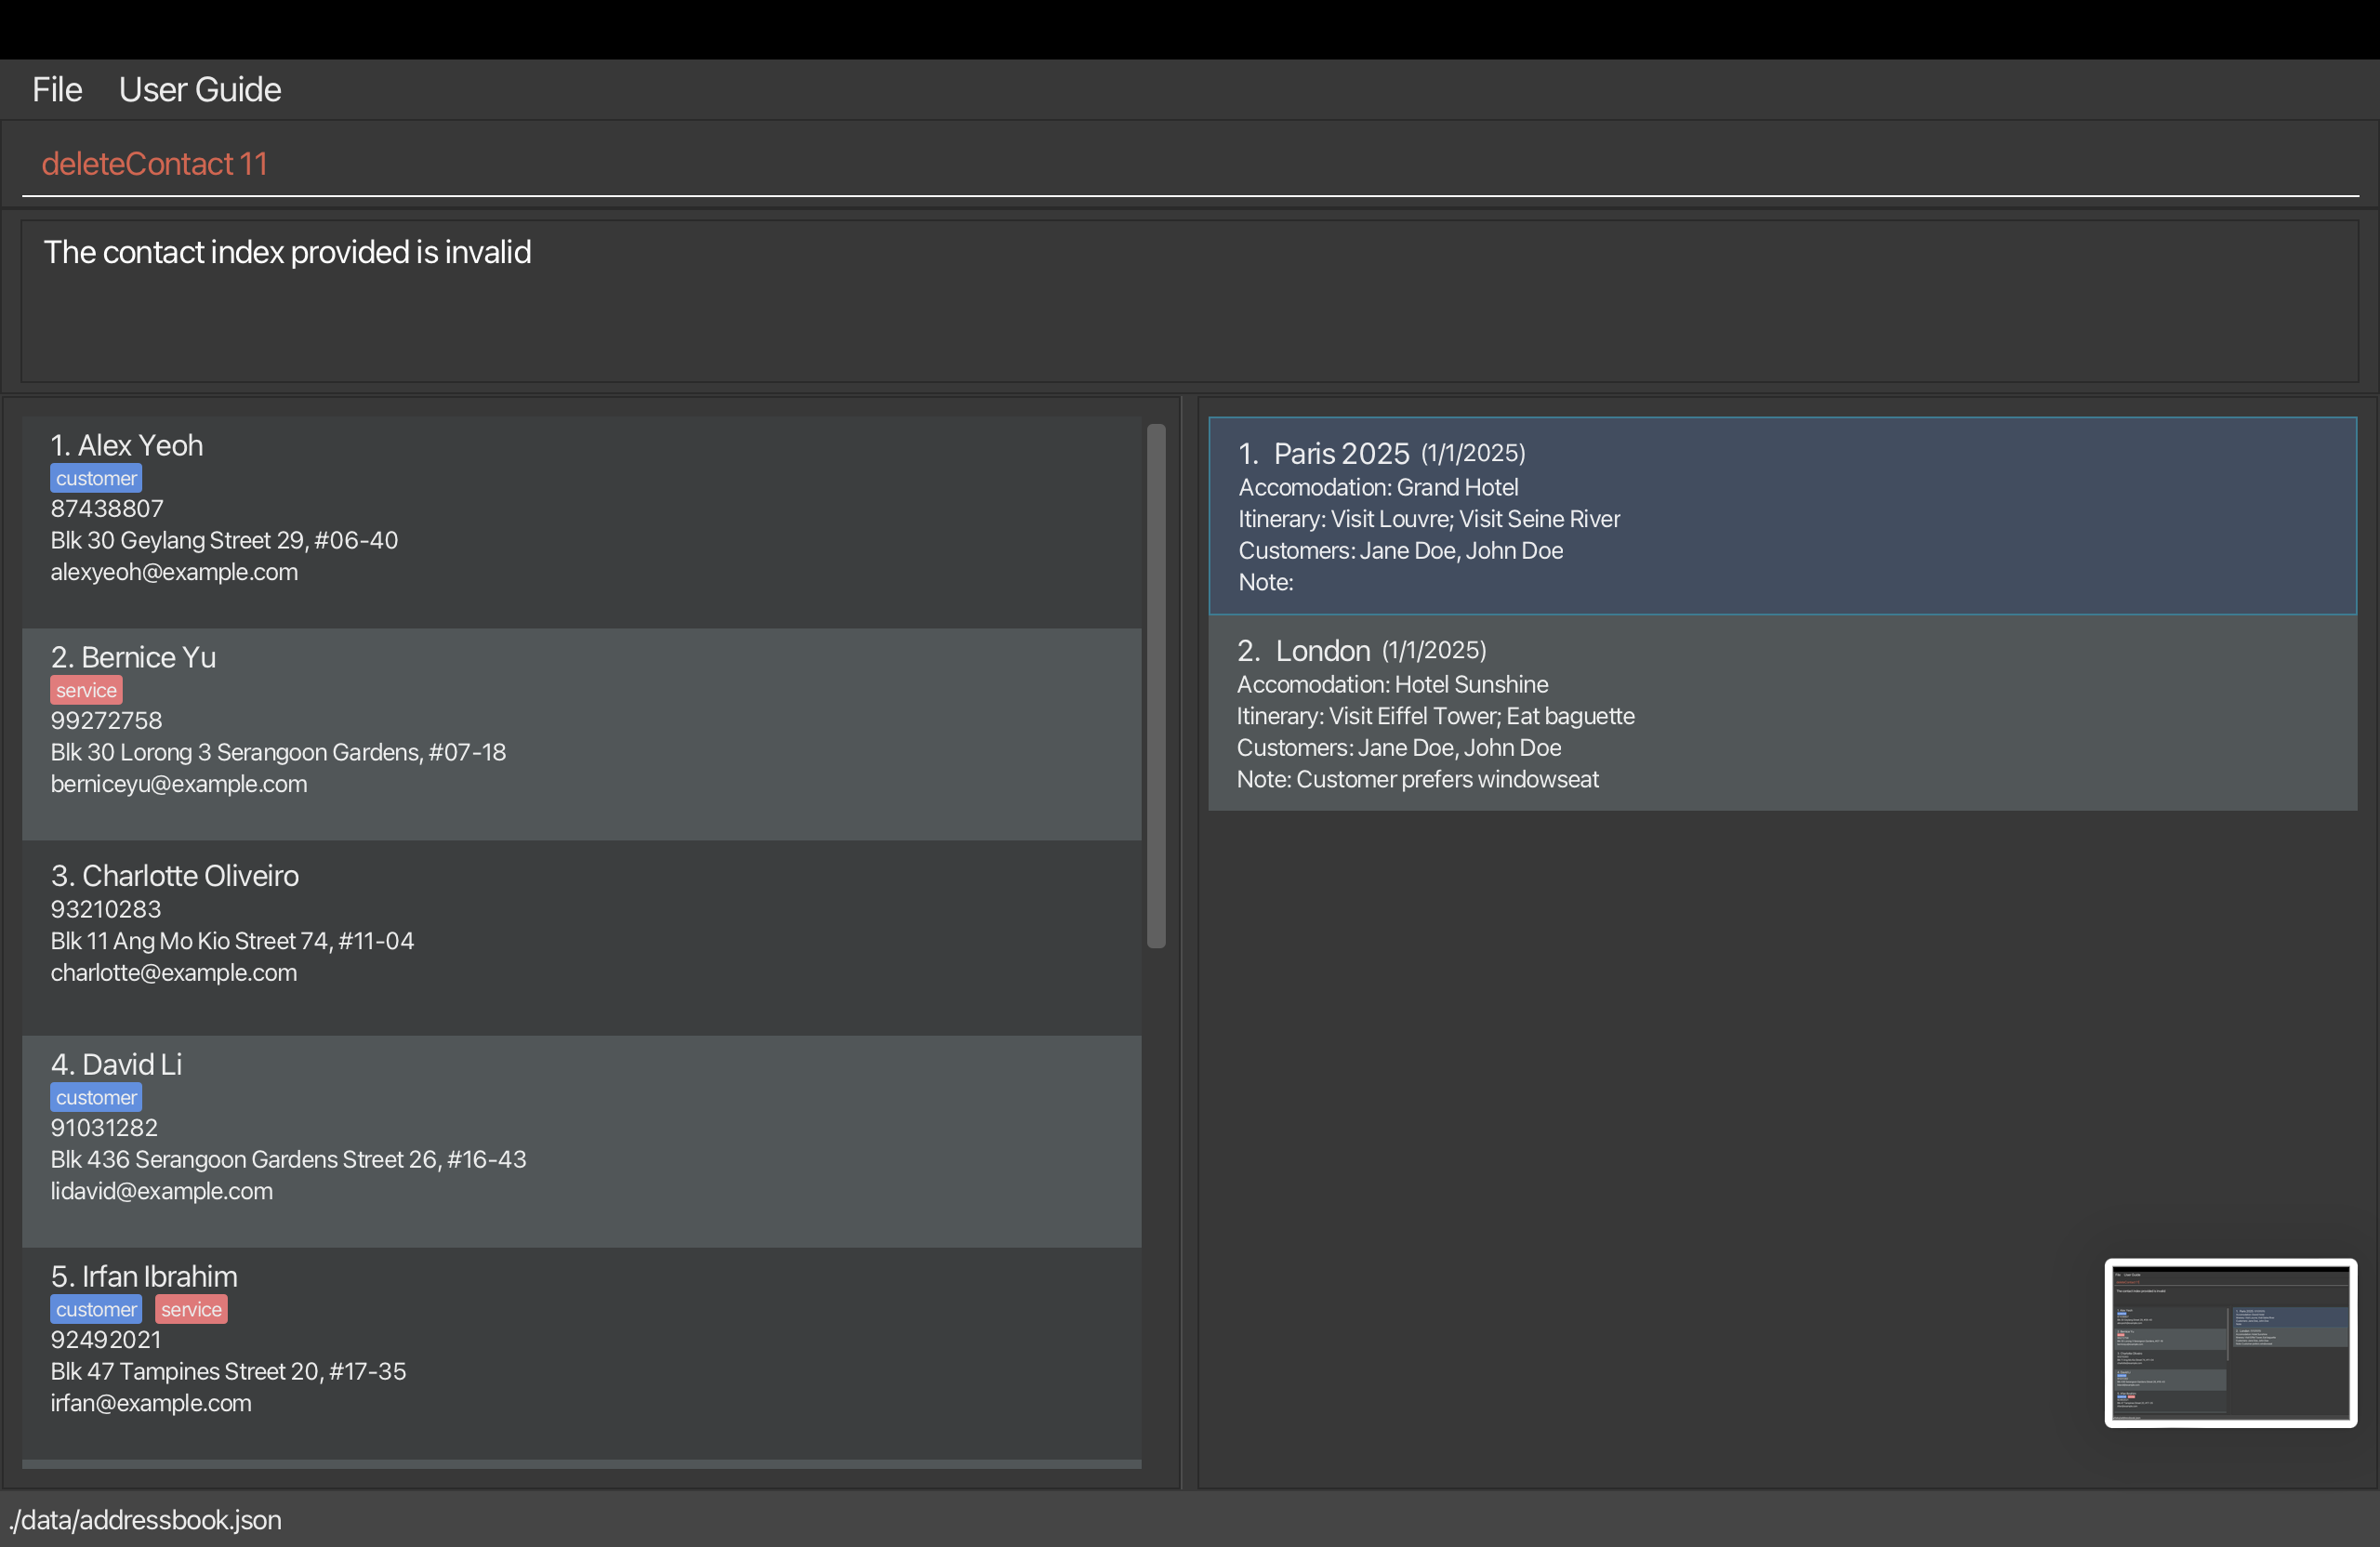 File User Guide
deleteContact 11
The contact index provided is invalid
1. Alex Yeoh
customer
87438807
Blk 30 Geylang Street 29, #06-40
alexyeoh@example.com
2. Bernice Yu
service
99272758
Blk 30 Lorong 3 Serangoon Gardens, #07-18
berniceyu@example.com
3. Charlotte Oliveiro
93210283
Blk 11 Ang Mo Kio Street 74, #11-04
charlotte@example.com
4. David Li
customer
91031282
Blk 436 Serangoon Gardens Street 26, #16-43
lidavid@example.com
5. Irfan Ibrahim
customer service
92492021
Blk 47 Tampines Street 20, #17-35
irfan@example.com
1. Paris 2025 (1/1/2025)
Accomodation: Grand Hotel
Itinerary: Visit Louvre; Visit Seine River
Customers: Jane Doe, John Doe
Note:
2. London (1/1/2025)
Accomodation: Hotel Sunshine
Itinerary: Visit Eiffel Tower; Eat baguette
Customers: Jane Doe, John Doe
Note: Customer prefers windowseat
./data/addressbook.json